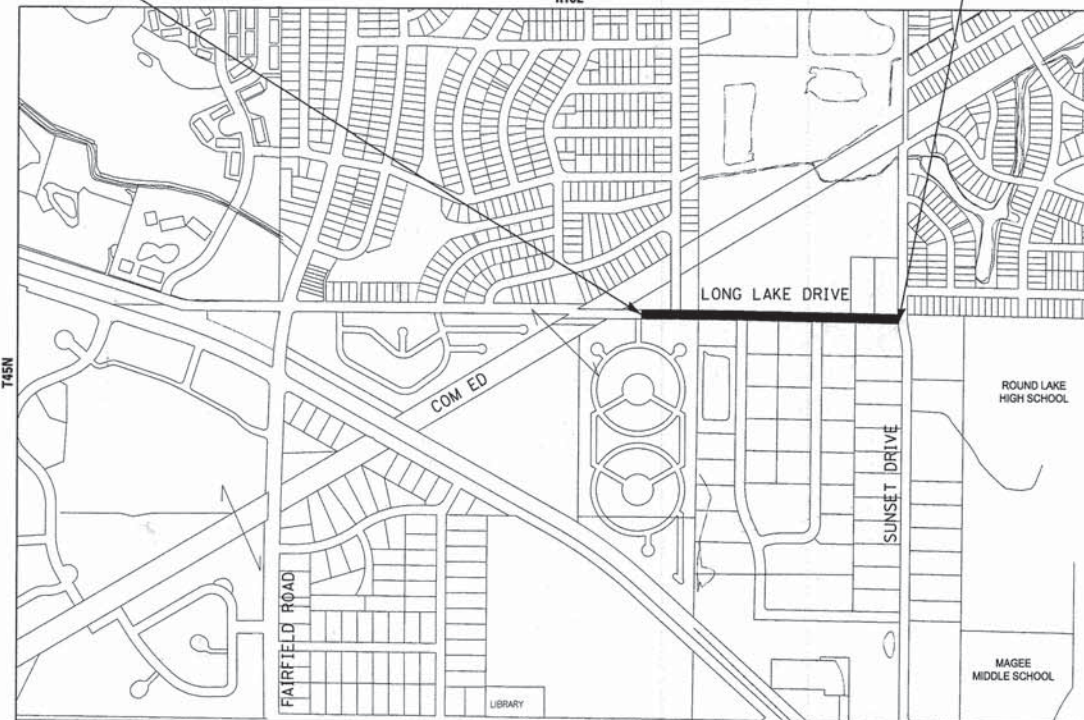 T45N
LONG LAKE DRIVE
COM ED
ROUND LAKE
HIGH SCHOOL
SUNSET DRIVE
FAIRFIELD ROAD
LIBRARY
MAGEE
MIDDLE SCHOOL